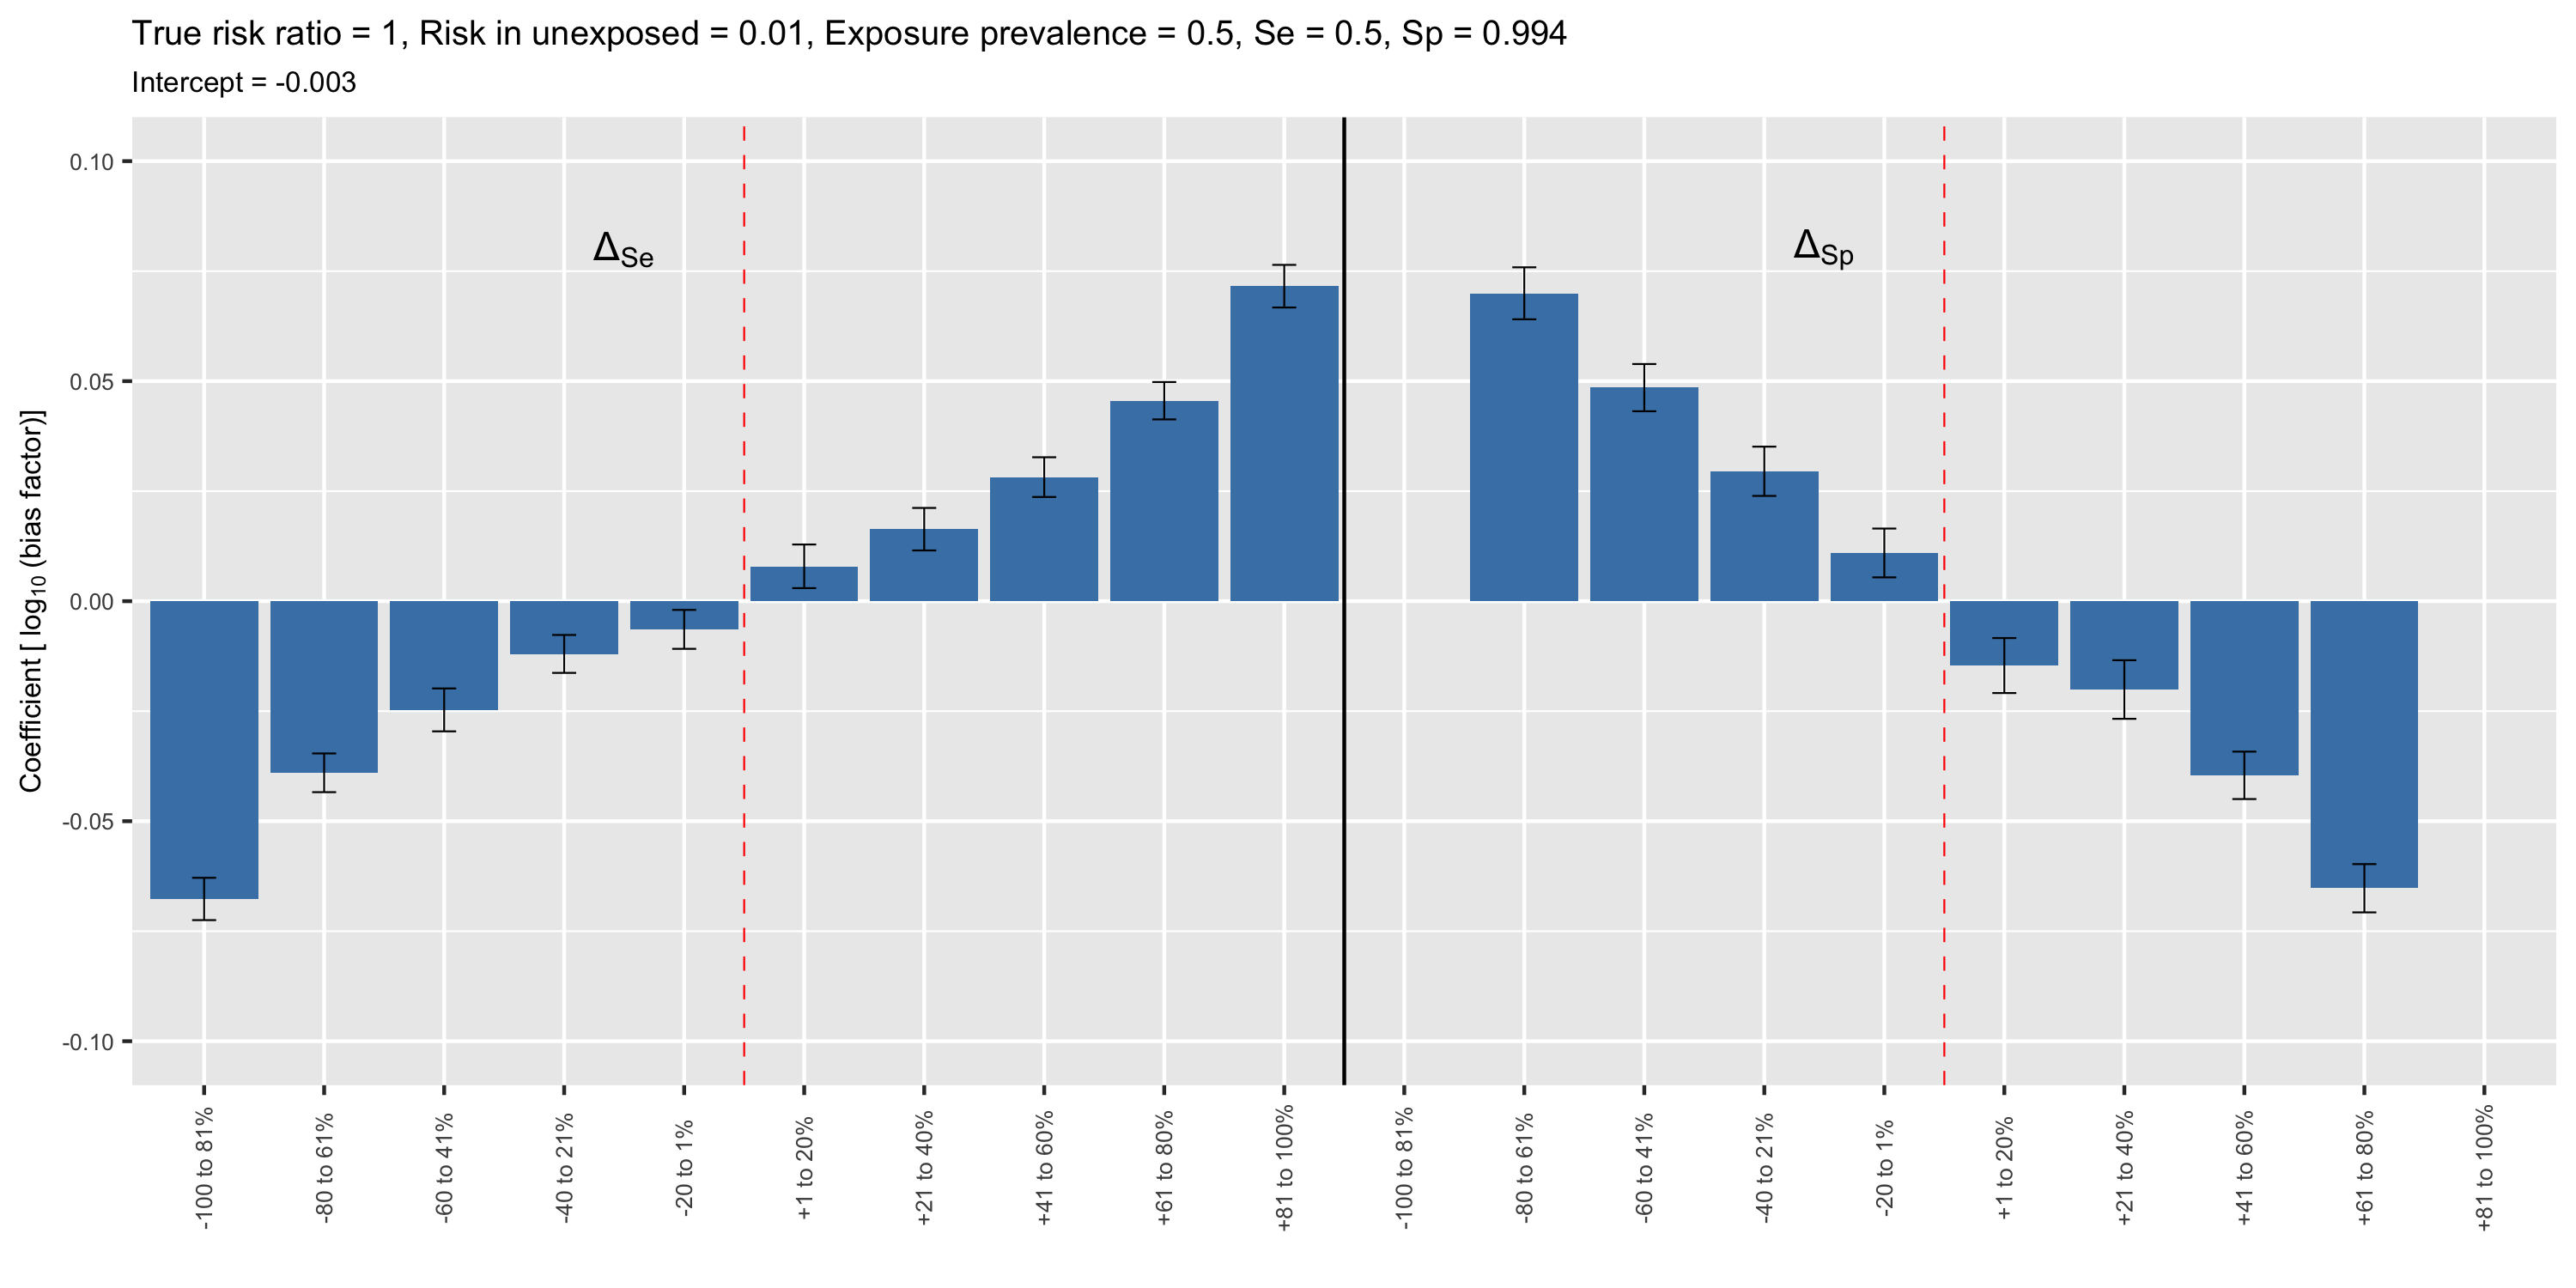 True risk ratio = 1, Risk in unexposed = 0.01, Exposure prevalence = 0.5, Se = 0.5, Sp = 0.994
Intercept = -0.003
Coefficient [ log10 (bias factor)]
0.10
0.05
0.00
-0.05
-0.10
ΔSe
ΔSp
-100 to 81%
-80 to 61%
-60 to 41%
-40 to 21%
-20 to 1%
+1 to 20%
+21 to 40%
+41 to 60%
+61 to 80%
+81 to 100%
-100 to 81%
-80 to 61%
-60 to 41%
-40 to 21%
-20 to 1%
+1 to 20%
+21 to 40%
+41 to 60%
+61 to 80%
+81 to 100%